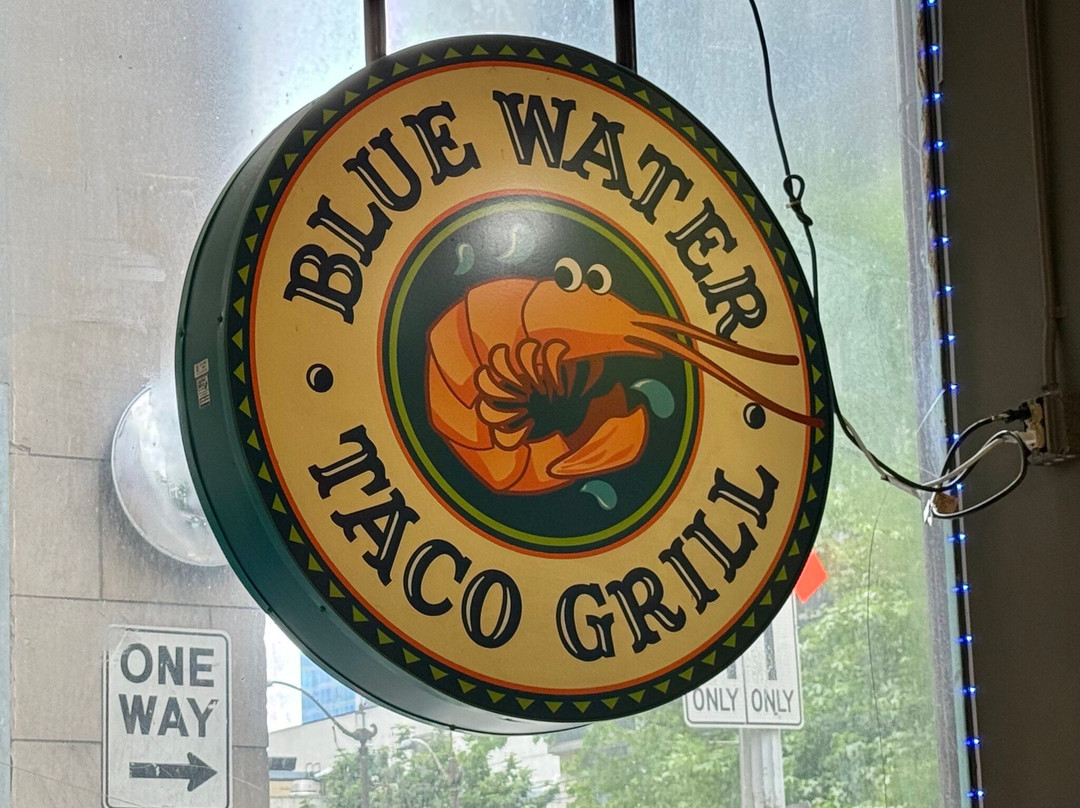 BLUE WATER
TACO GRILL
ONE
WAY
ONLY ONLY